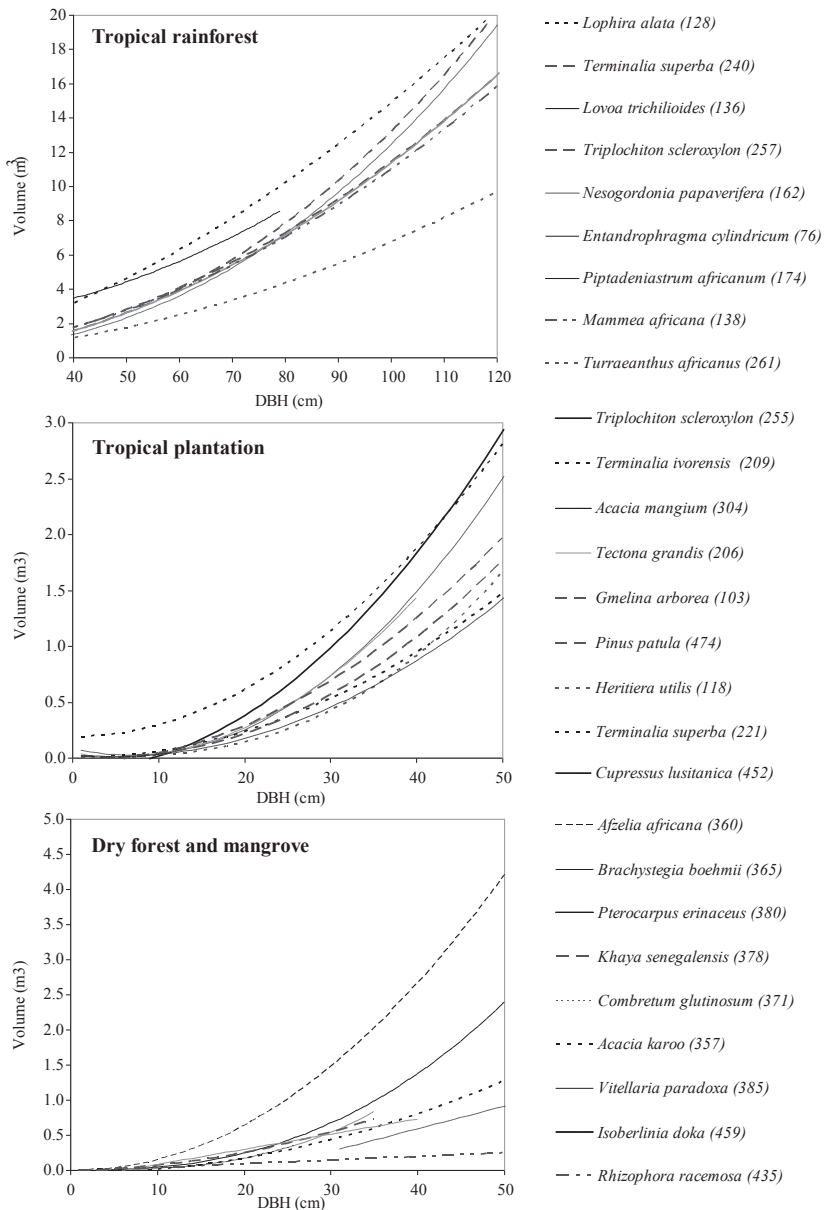 Tropical rainforest
20
18
16
14
12
10
8
6
4
2
0
Volume (m3)
40 50 60 70 80 90 100 110 120
DBH (cm)
Lophira alata (128)
Terminalia superba (240)
Lovoa trichilioides (136)
Triplochiton scleroxylon (257)
Nesogordonia papaverifera (162)
Entandrophragma cylindricum (76)
Piptadeniastrum africanum (174)
Mammea africana (138)
Turraeanthus africanus (261)
Tropical plantation
3.0
2.5
2.0
1.5
1.0
0.5
0.0
Volume (m3)
0 10 20 30 40 50
DBH (cm)
Triplochiton scleroxylon (255)
Terminalia ivorensis (209)
Acacia mangium (304)
Tectona grandis (206)
Gmelina arborea (103)
Pinus patula (474)
Heritiera utilis (118)
Terminalia superba (221)
Cupressus lusitanica (452)
Dry forest and mangrove
5.0
4.5
4.0
3.5
3.0
2.5
2.0
1.5
1.0
0.5
0.0
Volume (m3)
0 10 20 30 40 50
DBH (cm)
Afzelia africana (360)
Brachystegia boehmii (365)
Pterocarpus erinaceus (380)
Khaya senegalensis (378)
Combretum glutinosum (371)
Acacia karoo (357)
Vitellaria paradoxa (385)
Isoberlinia doka (459)
Rhizophora racemosa (435)